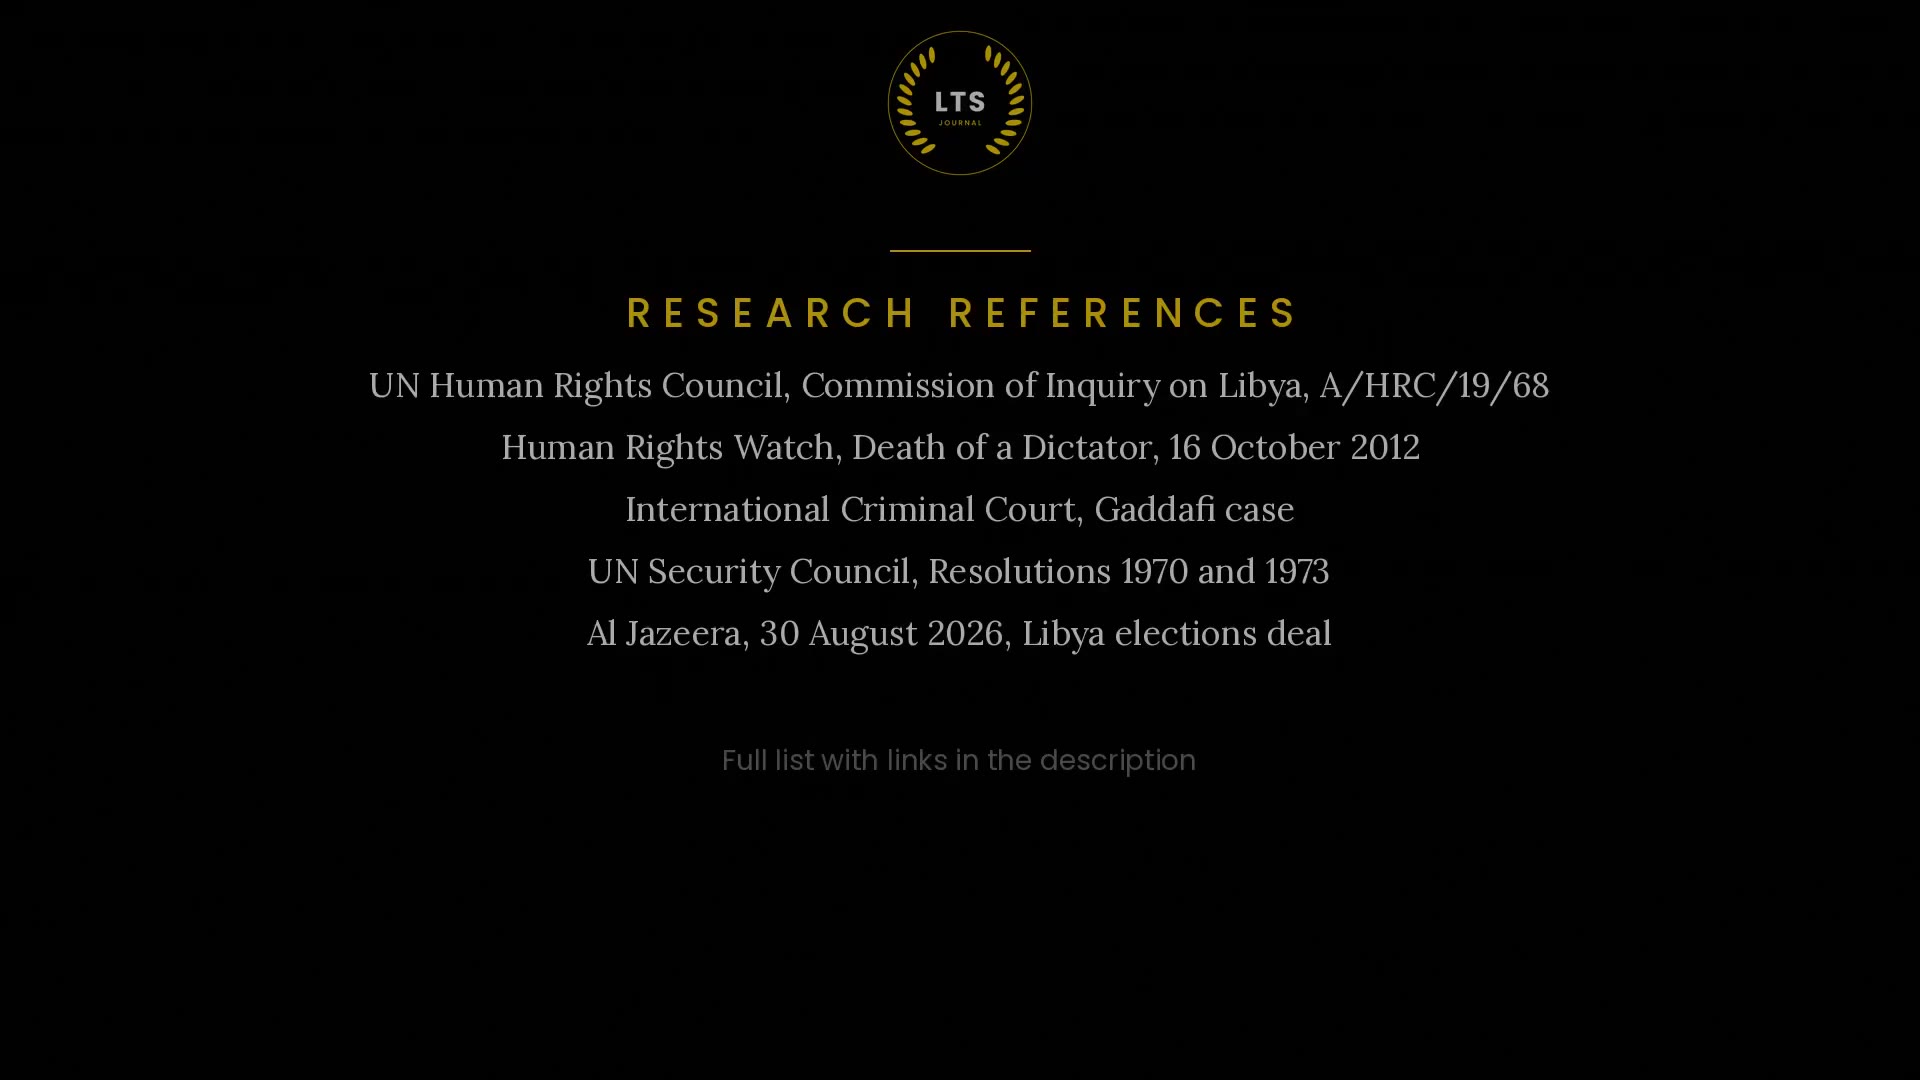 LTS
JOURNAL
RESEARCH REFERENCES
UN Human Rights Council, Commission of Inquiry on Libya, A/HRC/19/68
Human Rights Watch, Death of a Dictator, 16 October 2012
International Criminal Court, Gaddafi case
UN Security Council, Resolutions 1970 and 1973
Al Jazeera, 30 August 2026, Libya elections deal
Full list with links in the description